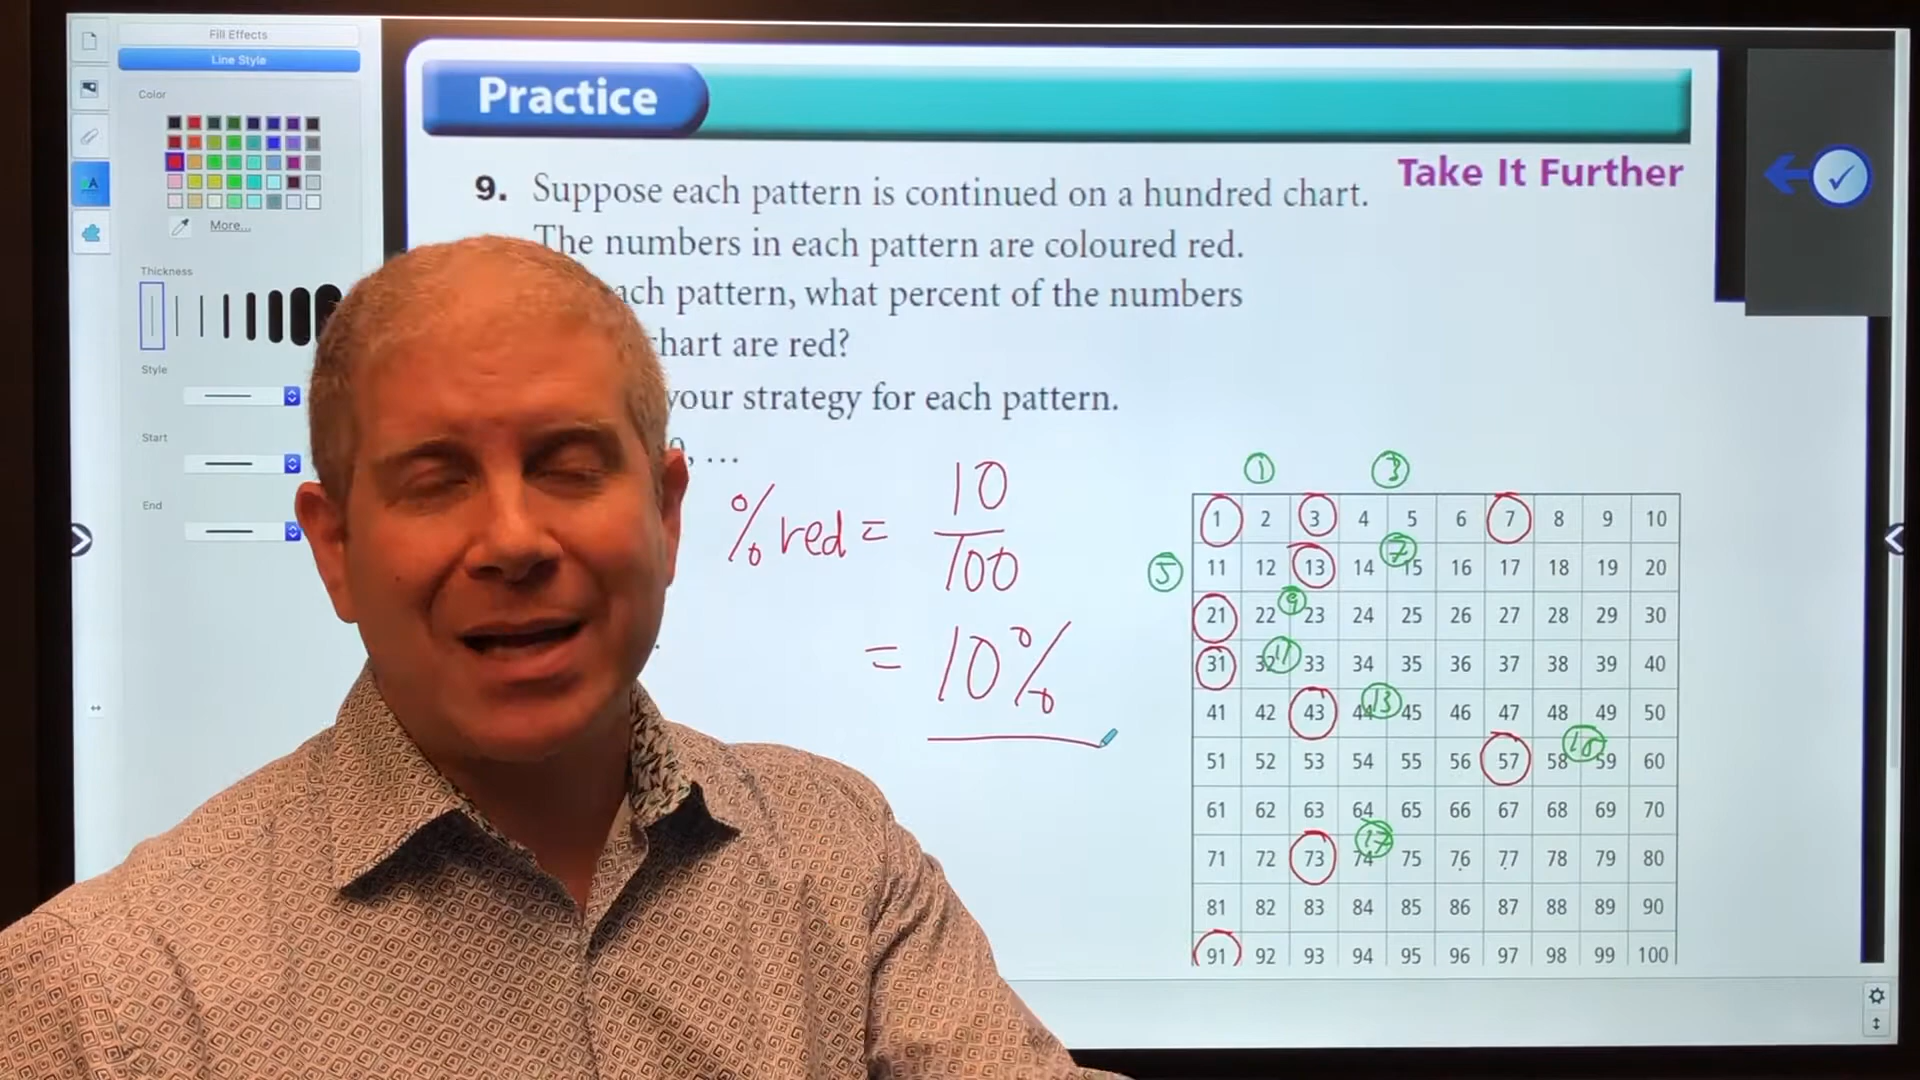 Fill Effects
Line Style
Color
More...
Thickness
Style
Start
End
Practice
Take It Further
9. Suppose each pattern is continued on a hundred chart.
The numbers in each pattern are coloured red.
ach pattern, what percent of the numbers
hart are red?
your strategy for each pattern.
, ...
% red = 10/100
= 10%
1 3
1 2 3 4 5 6 7 8 9 10
7
5 11 12 13 14 15 16 17 18 19 20
9
21 22 23 24 25 26 27 28 29 30
11
31 32 33 34 35 36 37 38 39 40
13
41 42 43 44 45 46 47 48 49 50
51 52 53 54 55 56 57 58 59 60
61 62 63 64 65 66 67 68 69 70
17
71 72 73 74 75 76 77 78 79 80
81 82 83 84 85 86 87 88 89 90
91 92 93 94 95 96 97 98 99 100